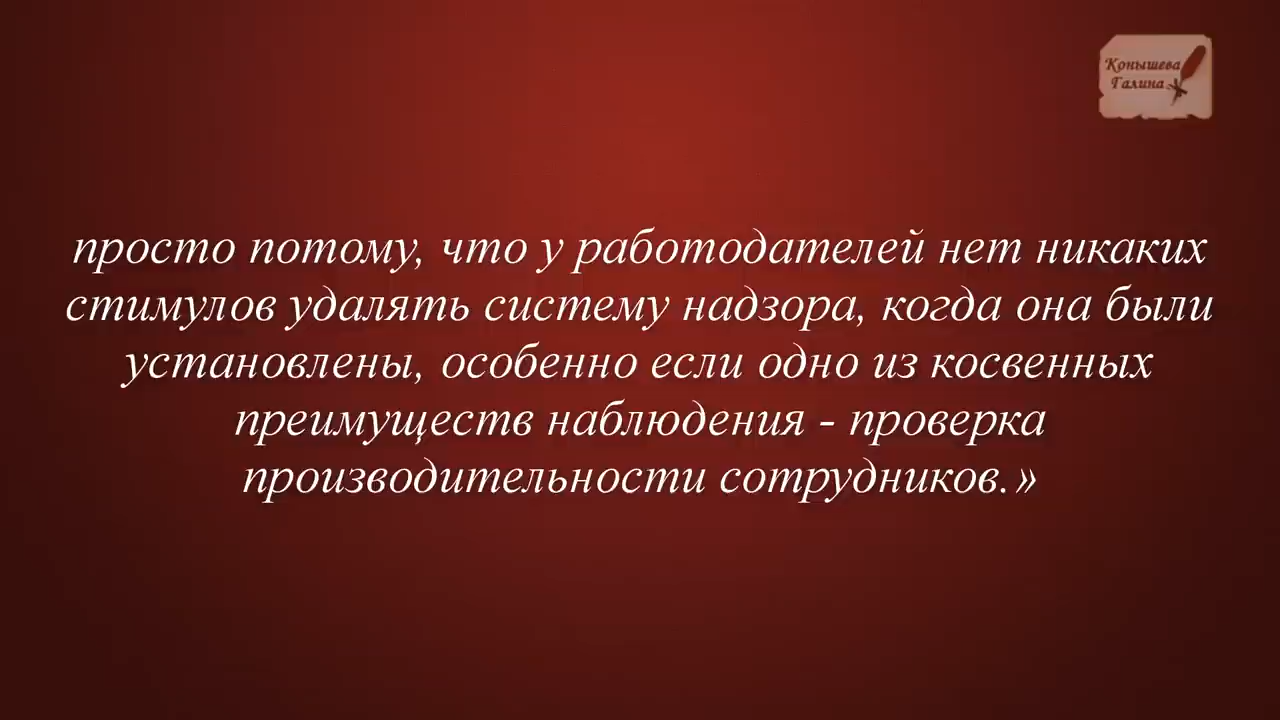 Конышева
Галина
просто потому, что у работодателей нет никаких
стимулов удалять систему надзора, когда она были
установлены, особенно если одно из косвенных
преимуществ наблюдения - проверка
производительности сотрудников.»